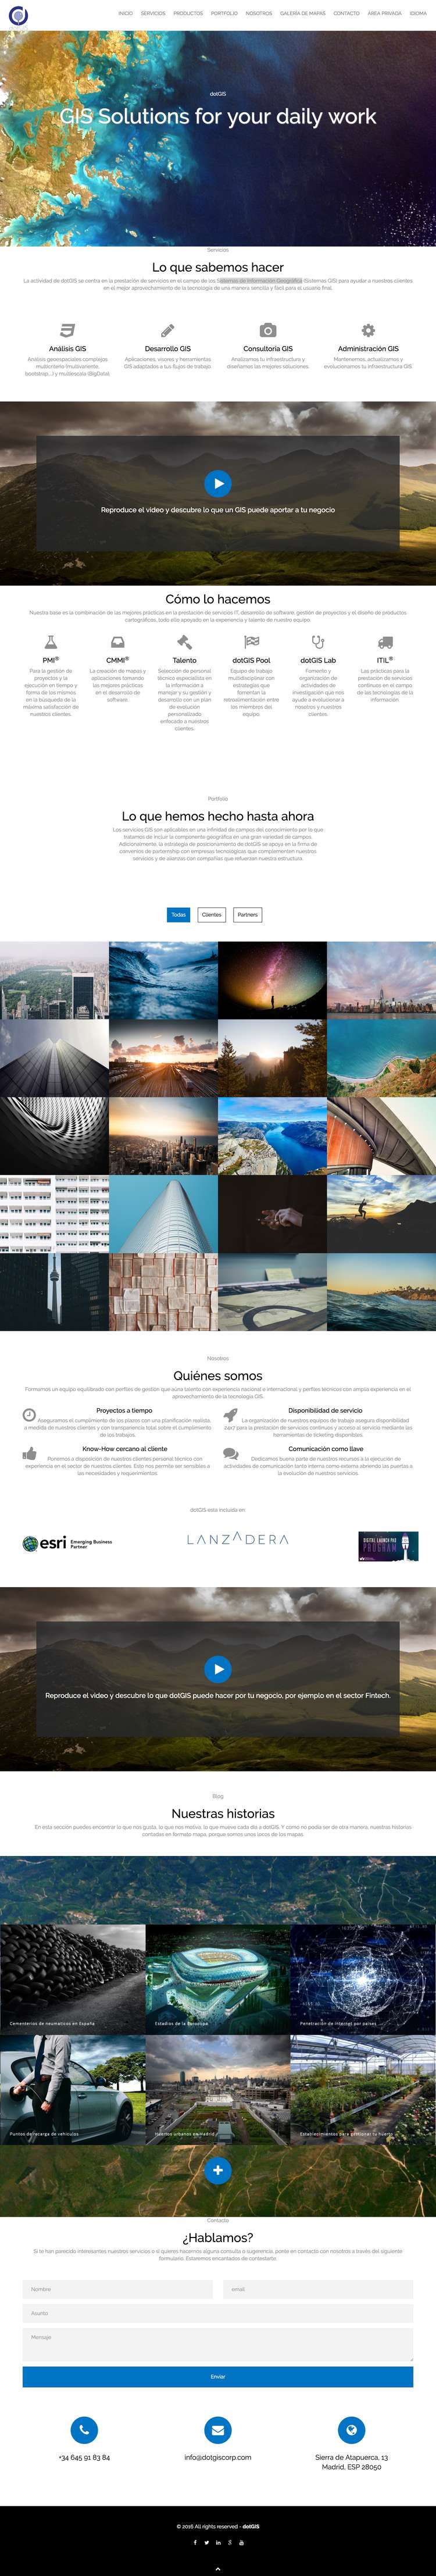 INICIO SERVICIOS PRODUCTOS PORTFOLIO NOSOTROS GALERÍA DE MAPAS CONTACTO ÁREA PRIVADA IDIOMA
dotGIS
GIS Solutions for your daily work
Servicios
Lo que sabemos hacer
La actividad de dotGIS se centra en la prestación de servicios en el campo de los Sistemas de Información Geográfica (Sistemas GIS) para ayudar a nuestros clientes
en el mejor aprovechamiento de la tecnología de una manera sencilla y fácil para el usuario final.
Análisis GIS
Análisis geoespaciales complejos
multicriterio (multivariante,
bootstrap,...) y multiescala (BigData).
Desarrollo GIS
Aplicaciones, visores y herramientas
GIS adaptados a tus flujos de trabajo.
Consultoría GIS
Analizamos tu infraestructura y
diseñamos las mejores soluciones.
Administración GIS
Mantenemos, actualizamos y
evolucionamos tu infraestructura GIS.
Reproduce el video y descubre lo que un GIS puede aportar a tu negocio
Cómo lo hacemos
Nuestra base es la combinación de las mejores prácticas en la prestación de servicios IT, desarrollo de software, gestión de proyectos y el diseño de productos
cartográficos, todo ello apoyado en la experiencia y talento de nuestro equipo.
PMI®
Para la gestión de
proyectos y la
ejecución en tiempo y
forma de los mismos
en la búsqueda de la
máxima satisfacción de
nuestros clientes.
CMMI®
La creación de mapas y
aplicaciones tomando
las mejores prácticas
en el desarrollo de
software.
Talento
Selección de personal
técnico especialista en
la información a
manejar y su gestión y
desarrollo con un plan
de evolución
personalizado
enfocado a nuestros
clientes.
dotGIS Pool
Equipo de trabajo
multidisciplinar con
estrategias que
fomentan la
retroalimentación entre
los miembros del
equipo.
dotGIS Lab
Fomento y
organización de
actividades de
investigación que nos
ayude a evolucionar a
nosotros y nuestros
clientes.
ITIL®
Las prácticas para la
prestación de servicios
continuos en el campo
de las tecnologías de la
información.
Portfolio
Lo que hemos hecho hasta ahora
Los servicios GIS son aplicables en una infinidad de campos del conocimiento por la que
tratamos de incluir la componente geográfica en una gran variedad de campos.
Adicionalmente, la estrategia de posicionamiento de dotGIS se apoya en la firma de
convenios de partnership con empresas tecnológicas que complementen nuestros
servicios y de alianzas con compañías que refuerzan nuestra estructura.
Todas Clientes Partners
Nosotros
Quiénes somos
Formamos un equipo equilibrado con perfiles de gestión que aúna talento con experiencia nacional e internacional y perfiles técnicos con amplia experiencia en el
aprovechamiento de la tecnología GIS.
Proyectos a tiempo
Aseguramos el cumplimiento de los plazos con una planificación realista,
a medida de nuestros clientes y con transparencia total sobre el cumplimiento
de los trabajos.
Disponibilidad de servicio
La organización de nuestros equipos de trabajo asegura disponibilidad
24x7 para la prestación de servicios continuos y acceso al servicio mediante las
herramientas de ticketing disponibles.
Know-How cercano al cliente
Ponemos a disposición de nuestros clientes personal técnico con
experiencia en el sector de nuestros clientes. Esto nos permite ser sensibles a
las necesidades y requerimientos.
Comunicación como llave
Dedicamos buena parte de nuestros recursos a la ejecución de
actividades de comunicación tanto interna como externa abriendo las puertas a
la evolución de nuestros servicios.
dotGIS está incluida en
esri Emerging Business
Partner
LANZADERA
DIGITAL LAUNCH PAD
PROGRAM
Reproduce el video y descubre lo que dotGIS puede hacer por tu negocio, por ejemplo en el sector Fintech.
Blog
Nuestras historias
En esta sección puedes encontrar lo que nos gusta, lo que nos motiva, lo que mueve cada día a dotGIS. Y como no podía ser de otra manera, nuestras historias
contadas en formato mapa, porque somos unos locos de los mapas.
Cementerios de neumaticos en España
Estadios de la Eurocopa
Penetración de internet por países
Puntos de recarga de vehículos
Huertos urbanos en madrid
Establecimientos para gestionar tu huerto
Contacto
¿Hablamos?
Si te han parecido interesantes nuestros servicios o si quieres hacernos alguna consulta o sugerencia, ponte en contacto con nosotros a través del siguiente
formulario. Estaremos encantados de contestarte.
Nombre
email
Asunto
Mensaje
Enviar
+34 645 91 83 84
info@dotgiscorp.com
Sierra de Atapuerca, 13
Madrid, ESP 28050
© 2016 All rights reserved - dotGIS